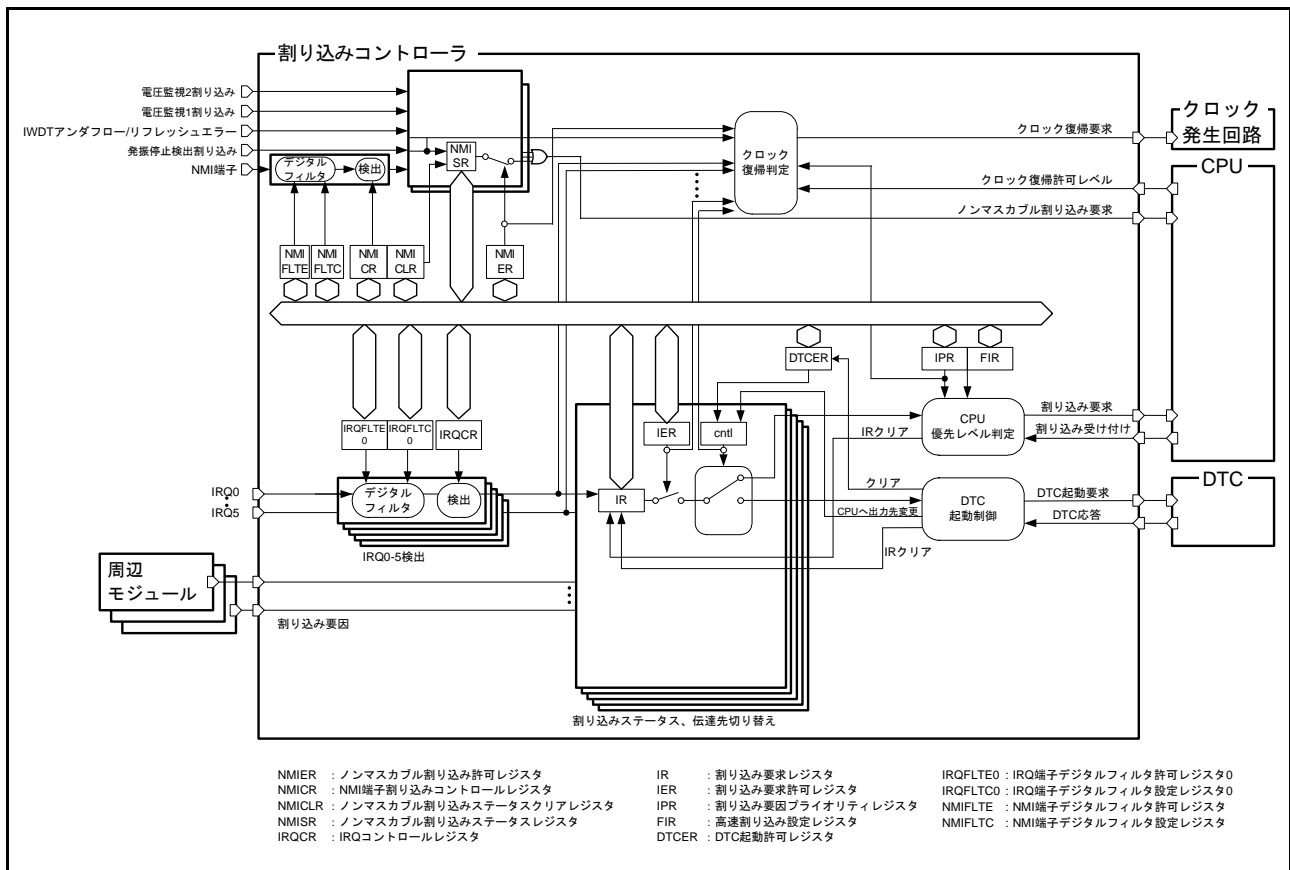 割り込みコントローラ
電圧監視2割り込み
電圧監視1割り込み
IWDTアンダフロー/リフレッシュエラー
発振停止検出割り込み
NMI端子
デジタル
フィルタ
検出
NMI
SR
クロック
復帰判定
クロック復帰要求
クロック復帰許可レベル
ノンマスカブル割り込み要求
クロック
発生回路
CPU
NMI
FLTE
NMI
FLTC
NMI
CR
NMI
CLR
NMI
ER
DTCER
IPR
FIR
IRQFLTE
0
IRQFLTC
0
IRQCR
IER
cntl
IRクリア
CPU
優先レベル判定
割り込み要求
割り込み受け付け
IRQ0
IRQ5
デジタル
フィルタ
検出
IRQ0-5検出
IR
クリア
CPUへ出力先変更
IRクリア
DTC
起動制御
DTC起動要求
DTC応答
DTC
周辺
モジュール
割り込み要因
割り込みステータス、伝達先切り替え
NMIER : ノンマスカブル割り込み許可レジスタ
NMICR : NMI端子割り込みコントロールレジスタ
NMICLR : ノンマスカブル割り込みステータスクリアレジスタ
NMISR : ノンマスカブル割り込みステータスレジスタ
IRQCR : IRQコントロールレジスタ
IR : 割り込み要求レジスタ
IER : 割り込み要求許可レジスタ
IPR : 割り込み要因プライオリティレジスタ
FIR : 高速割り込み設定レジスタ
DTCER : DTC起動許可レジスタ
IRQFLTE0 : IRQ端子デジタルフィルタ許可レジスタ0
IRQFLTC0 : IRQ端子デジタルフィルタ設定レジスタ0
NMIFLTE : NMI端子デジタルフィルタ許可レジスタ
NMIFLTC : NMI端子デジタルフィルタ設定レジスタ